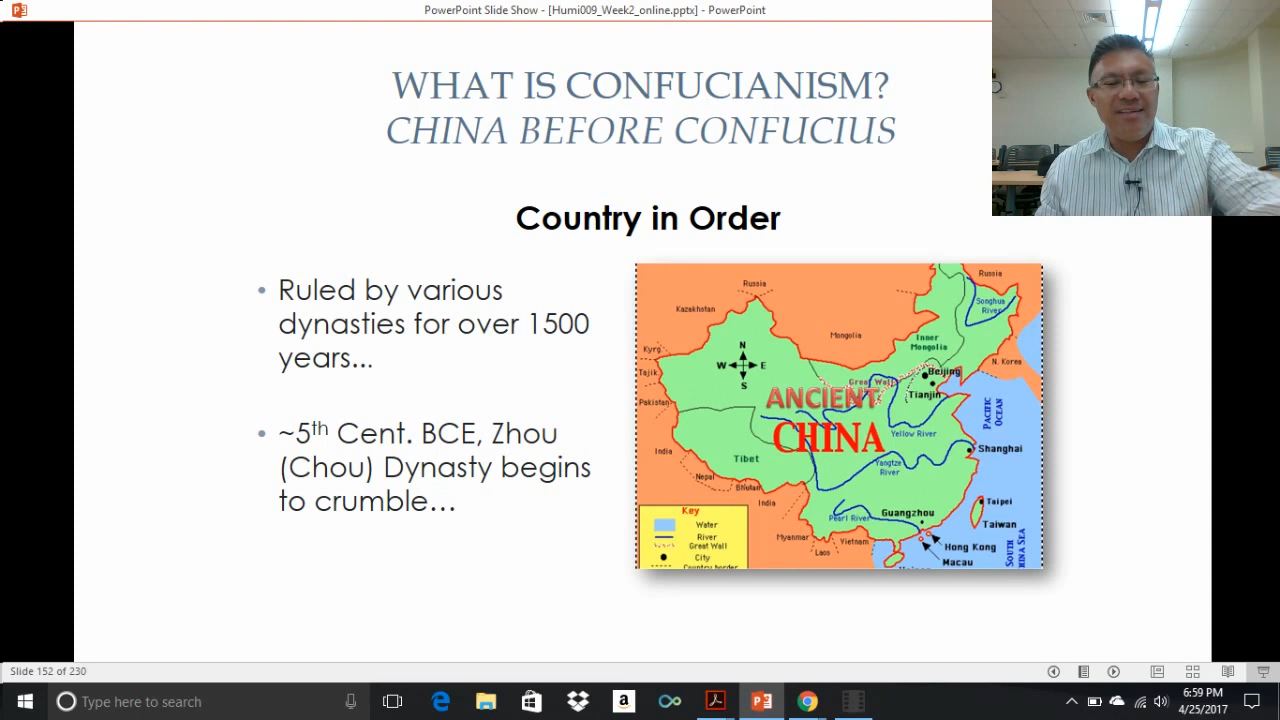 PowerPoint Slide Show - [Humi009_Week2_online.pptx] - PowerPoint
WHAT IS CONFUCIANISM?
CHINA BEFORE CONFUCIUS
Country in Order
• Ruled by various
dynasties for over 1500
years...
• ~5th Cent. BCE, Zhou
(Chou) Dynasty begins
to crumble…
Russia
Russia
Kazakhstan
Songhua
River
Mongolia
Inner
Mongolia
N
W
E
S
Kyrg.
Tajik
N. Korea
Beijing
Great Wall
Tianjin
ANCIENT
CHINA
Pakistan
PACIFIC
OCEAN
Yellow River
Shanghai
India
Tibet
Yangtze
River
Nepal
Bhutan
India
Taipei
Taiwan
Pearl River
Guangzhou
Hong Kong
Macau
Myanmar
Laos
Vietnam
SOUTH
Key
Water
River
Great Wall
City
Country border
Slide 152 of 230
Type here to search
6:59 PM
4/25/2017